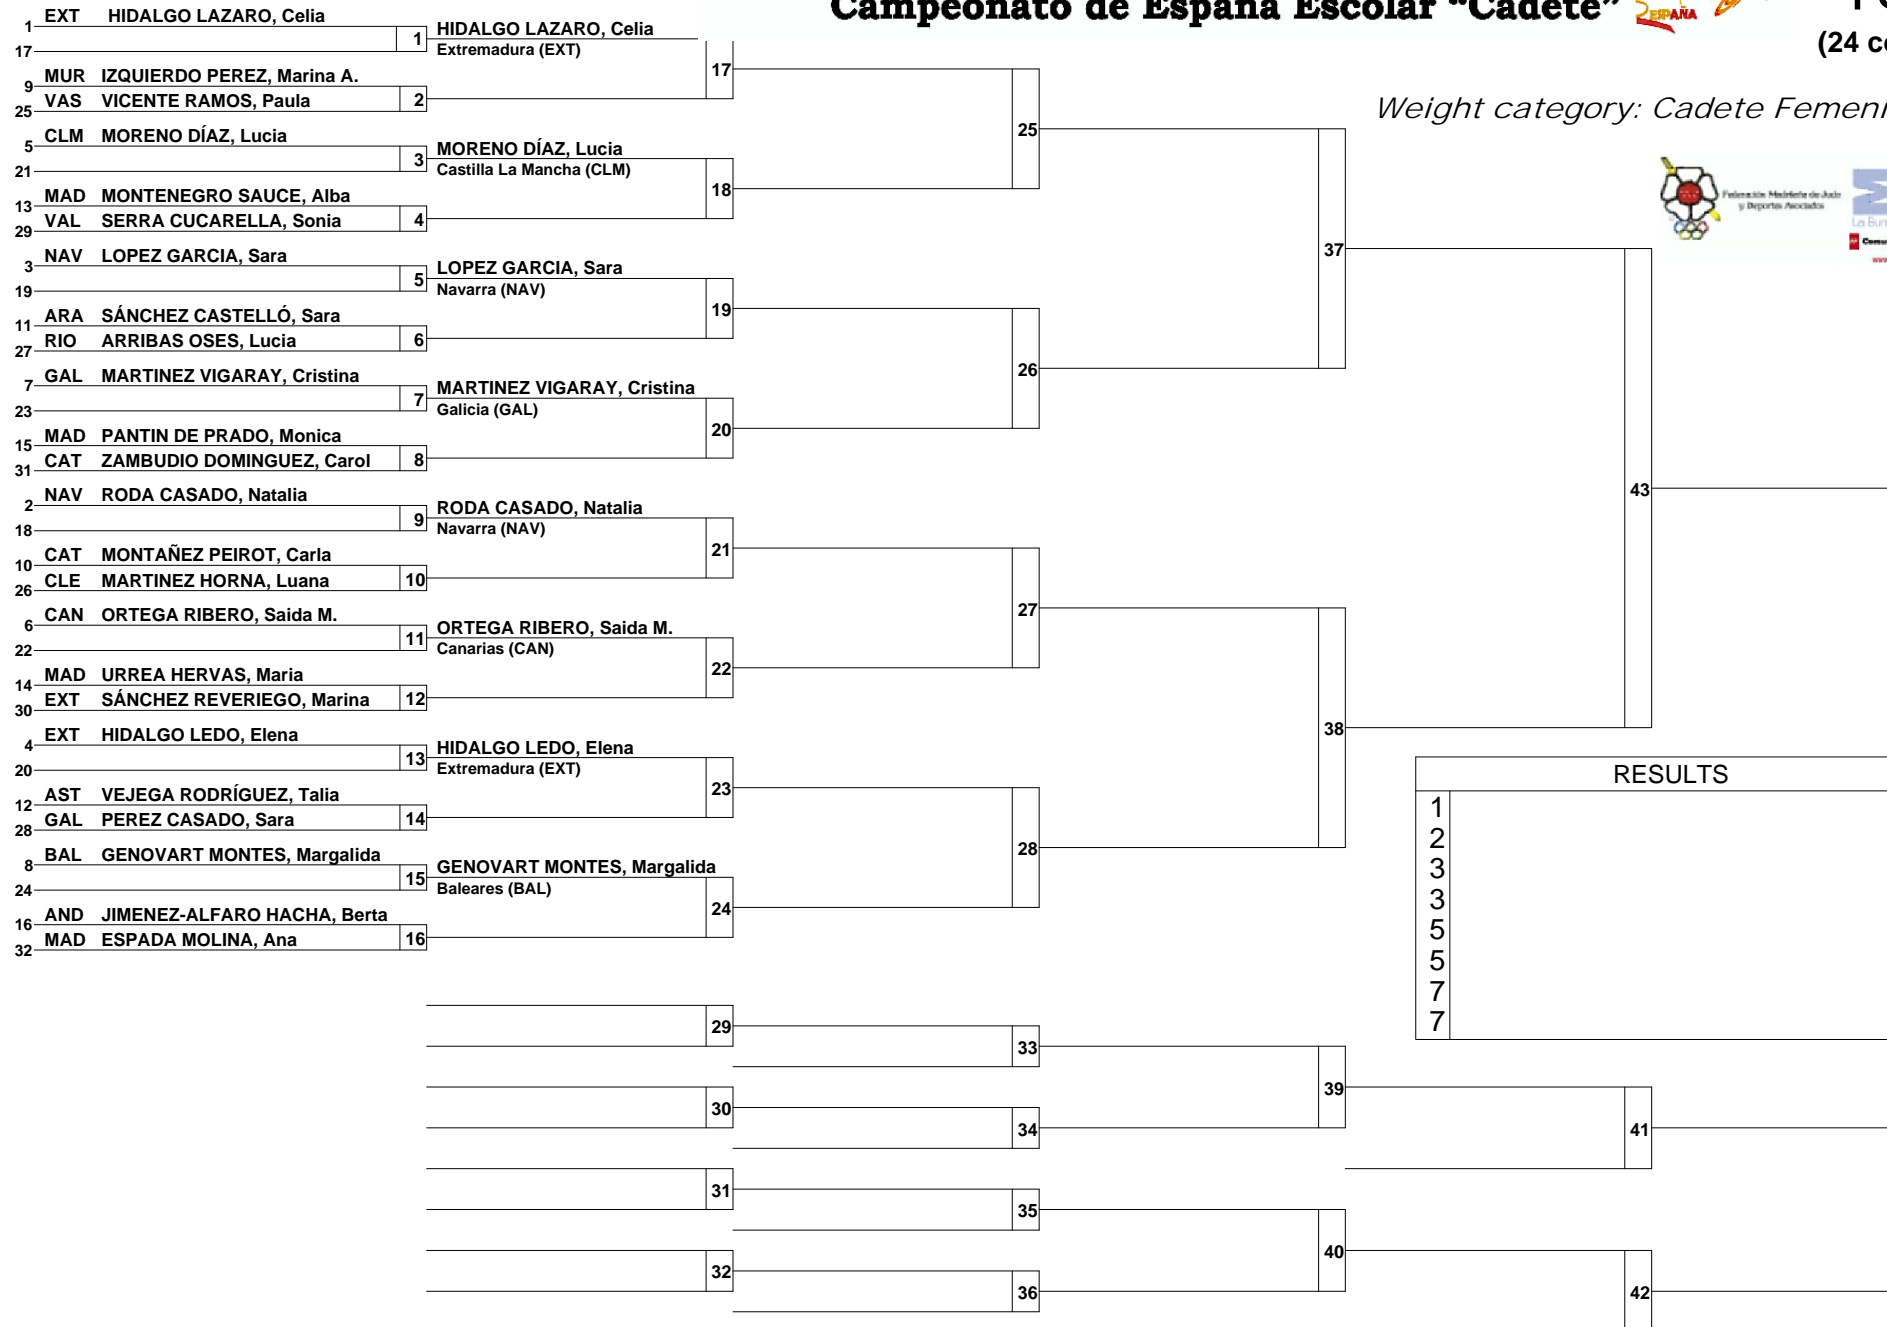 Campeonato de España Escolar “Cadete”
ESPAÑA
(24 c
Weight category: Cadete Femeni
Federación Madrileña de Judo
y Deportes Asociados
1 EXT HIDALGO LAZARO, Celia
17
1 HIDALGO LAZARO, Celia
Extremadura (EXT)
17
9 MUR IZQUIERDO PEREZ, Marina A.
25 VAS VICENTE RAMOS, Paula
2
25
5 CLM MORENO DÍAZ, Lucia
21
3 MORENO DÍAZ, Lucia
Castilla La Mancha (CLM)
18
13 MAD MONTENEGRO SAUCE, Alba
29 VAL SERRA CUCARELLA, Sonia
4
37
3 NAV LOPEZ GARCIA, Sara
19
5 LOPEZ GARCIA, Sara
Navarra (NAV)
19
11 ARA SÁNCHEZ CASTELLÓ, Sara
27 RIO ARRIBAS OSES, Lucia
6
26
7 GAL MARTINEZ VIGARAY, Cristina
23
7 MARTINEZ VIGARAY, Cristina
Galicia (GAL)
20
15 MAD PANTIN DE PRADO, Monica
31 CAT ZAMBUDIO DOMINGUEZ, Carol
8
43
2 NAV RODA CASADO, Natalia
18
9 RODA CASADO, Natalia
Navarra (NAV)
21
10 CAT MONTAÑEZ PEIROT, Carla
26 CLE MARTINEZ HORNA, Luana
10
27
6 CAN ORTEGA RIBERO, Saida M.
22
11 ORTEGA RIBERO, Saida M.
Canarias (CAN)
22
14 MAD URREA HERVAS, Maria
30 EXT SÁNCHEZ REVERIEGO, Marina
12
38
4 EXT HIDALGO LEDO, Elena
20
13 HIDALGO LEDO, Elena
Extremadura (EXT)
23
12 AST VEJEGA RODRÍGUEZ, Talia
28 GAL PEREZ CASADO, Sara
14
28
8 BAL GENOVART MONTES, Margalida
24
15 GENOVART MONTES, Margalida
Baleares (BAL)
24
16 AND JIMENEZ-ALFARO HACHA, Berta
32 MAD ESPADA MOLINA, Ana
16
RESULTS
1
2
3
3
5
5
7
7
29
33
39
30
34
41
31
35
40
32
36
42